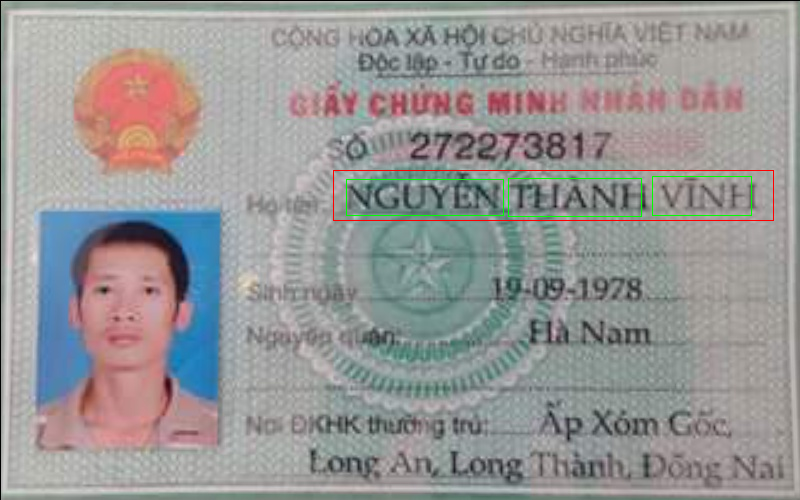 CỘNG HÒA XÃ HỘI CHỦ NGHĨA VIỆT NAM
Độc lập - Tự do - Hạnh phúc
GIẤY CHỨNG MINH NHÂN DÂN
SỐ 272273817
Họ tên: NGUYỄN THÀNH VĨNH
Sinh ngày 19-09-1978
Nguyên quán: Hà Nam
Nơi ĐKHK thường trú: Ấp Xóm Gốc,
Long An, Long Thành, Đồng Nai